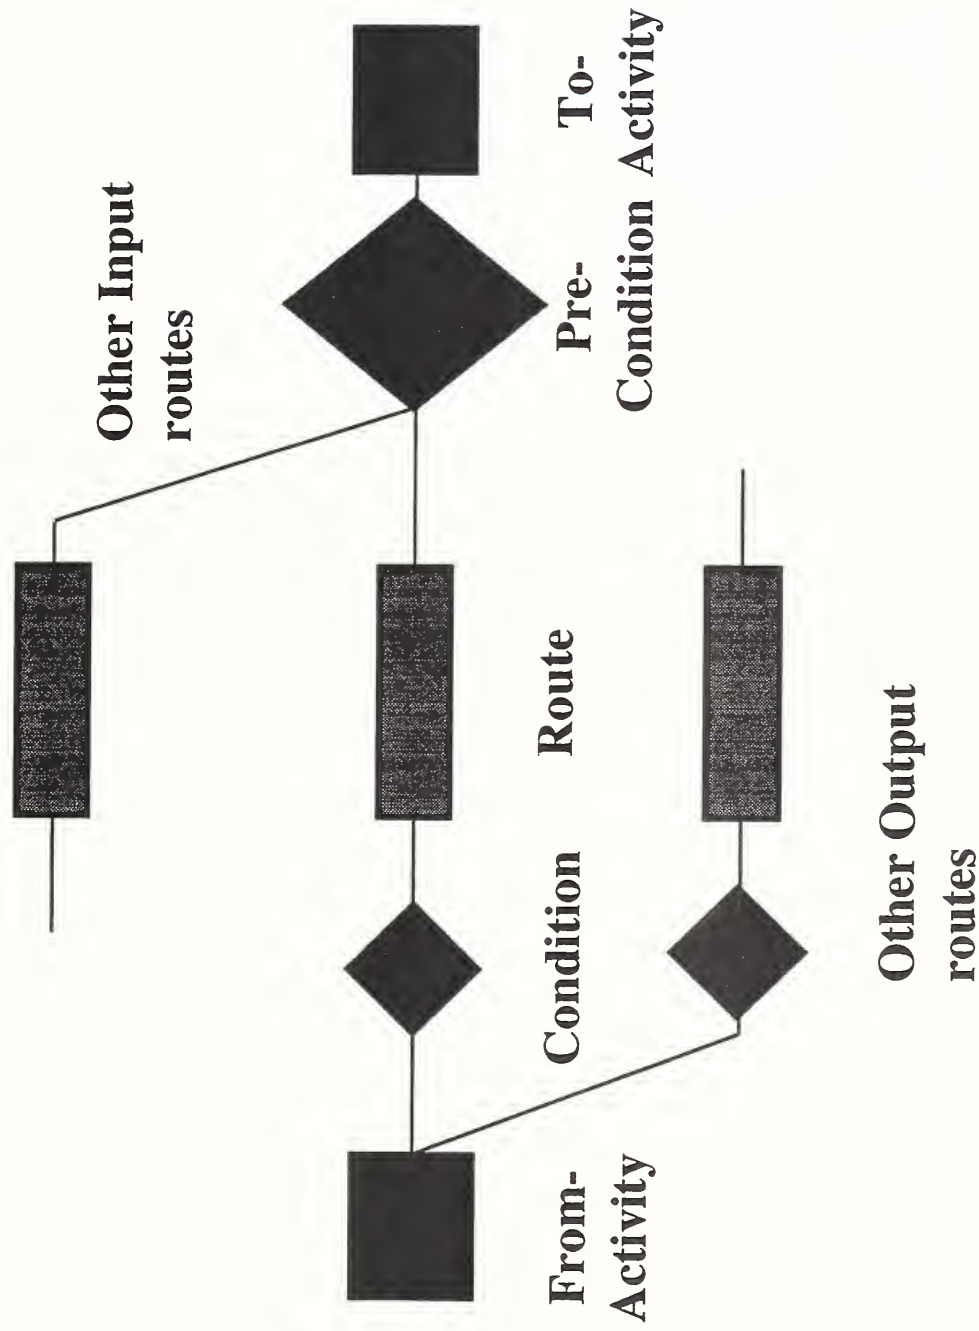 Other Input
routes
From-
Activity
Condition
Route
Pre-
Condition
To-
Activity
Other Output
routes